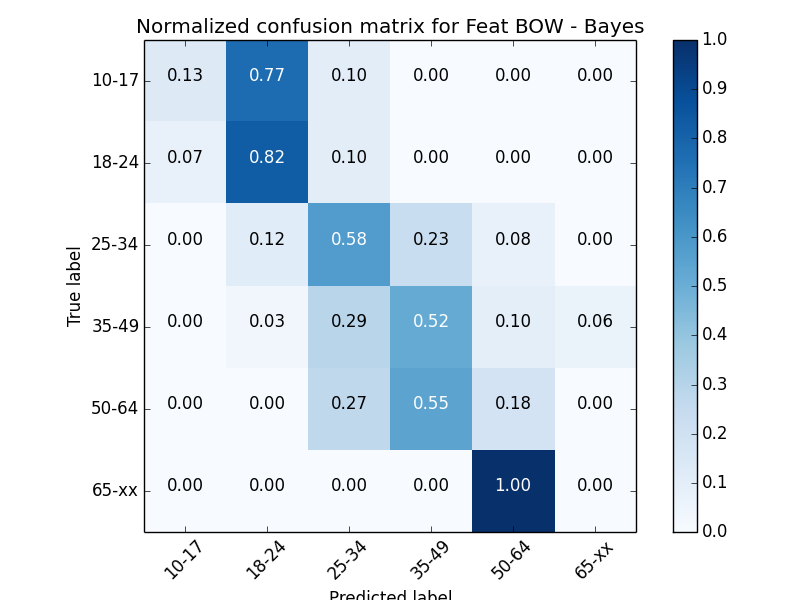 Normalized confusion matrix for Feat BOW - Bayes
1.0
10-17 0.13 0.77 0.10 0.00 0.00 0.00
0.9
18-24 0.07 0.82 0.10 0.00 0.00 0.00
0.8
0.7
25-34 0.00 0.12 0.58 0.23 0.08 0.00
0.6
True label
0.5
35-49 0.00 0.03 0.29 0.52 0.10 0.06
0.4
0.3
50-64 0.00 0.00 0.27 0.55 0.18 0.00
0.2
65-xx 0.00 0.00 0.00 0.00 1.00 0.00
0.1
0.0
10-17 18-24 25-34 35-49 50-64 65-xx
Predicted label